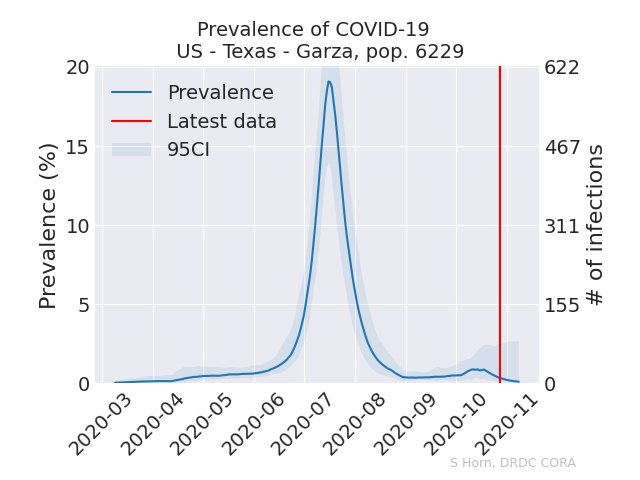 Prevalence of COVID-19
US - Texas - Garza, pop. 6229
Prevalence
Latest data
95CI
Prevalence (%)
20
15
10
5
0
# of infections
622
467
311
155
0
2020-03
2020-04
2020-05
2020-06
2020-07
2020-08
2020-09
2020-10
2020-11
S Horn, DRDC CORA